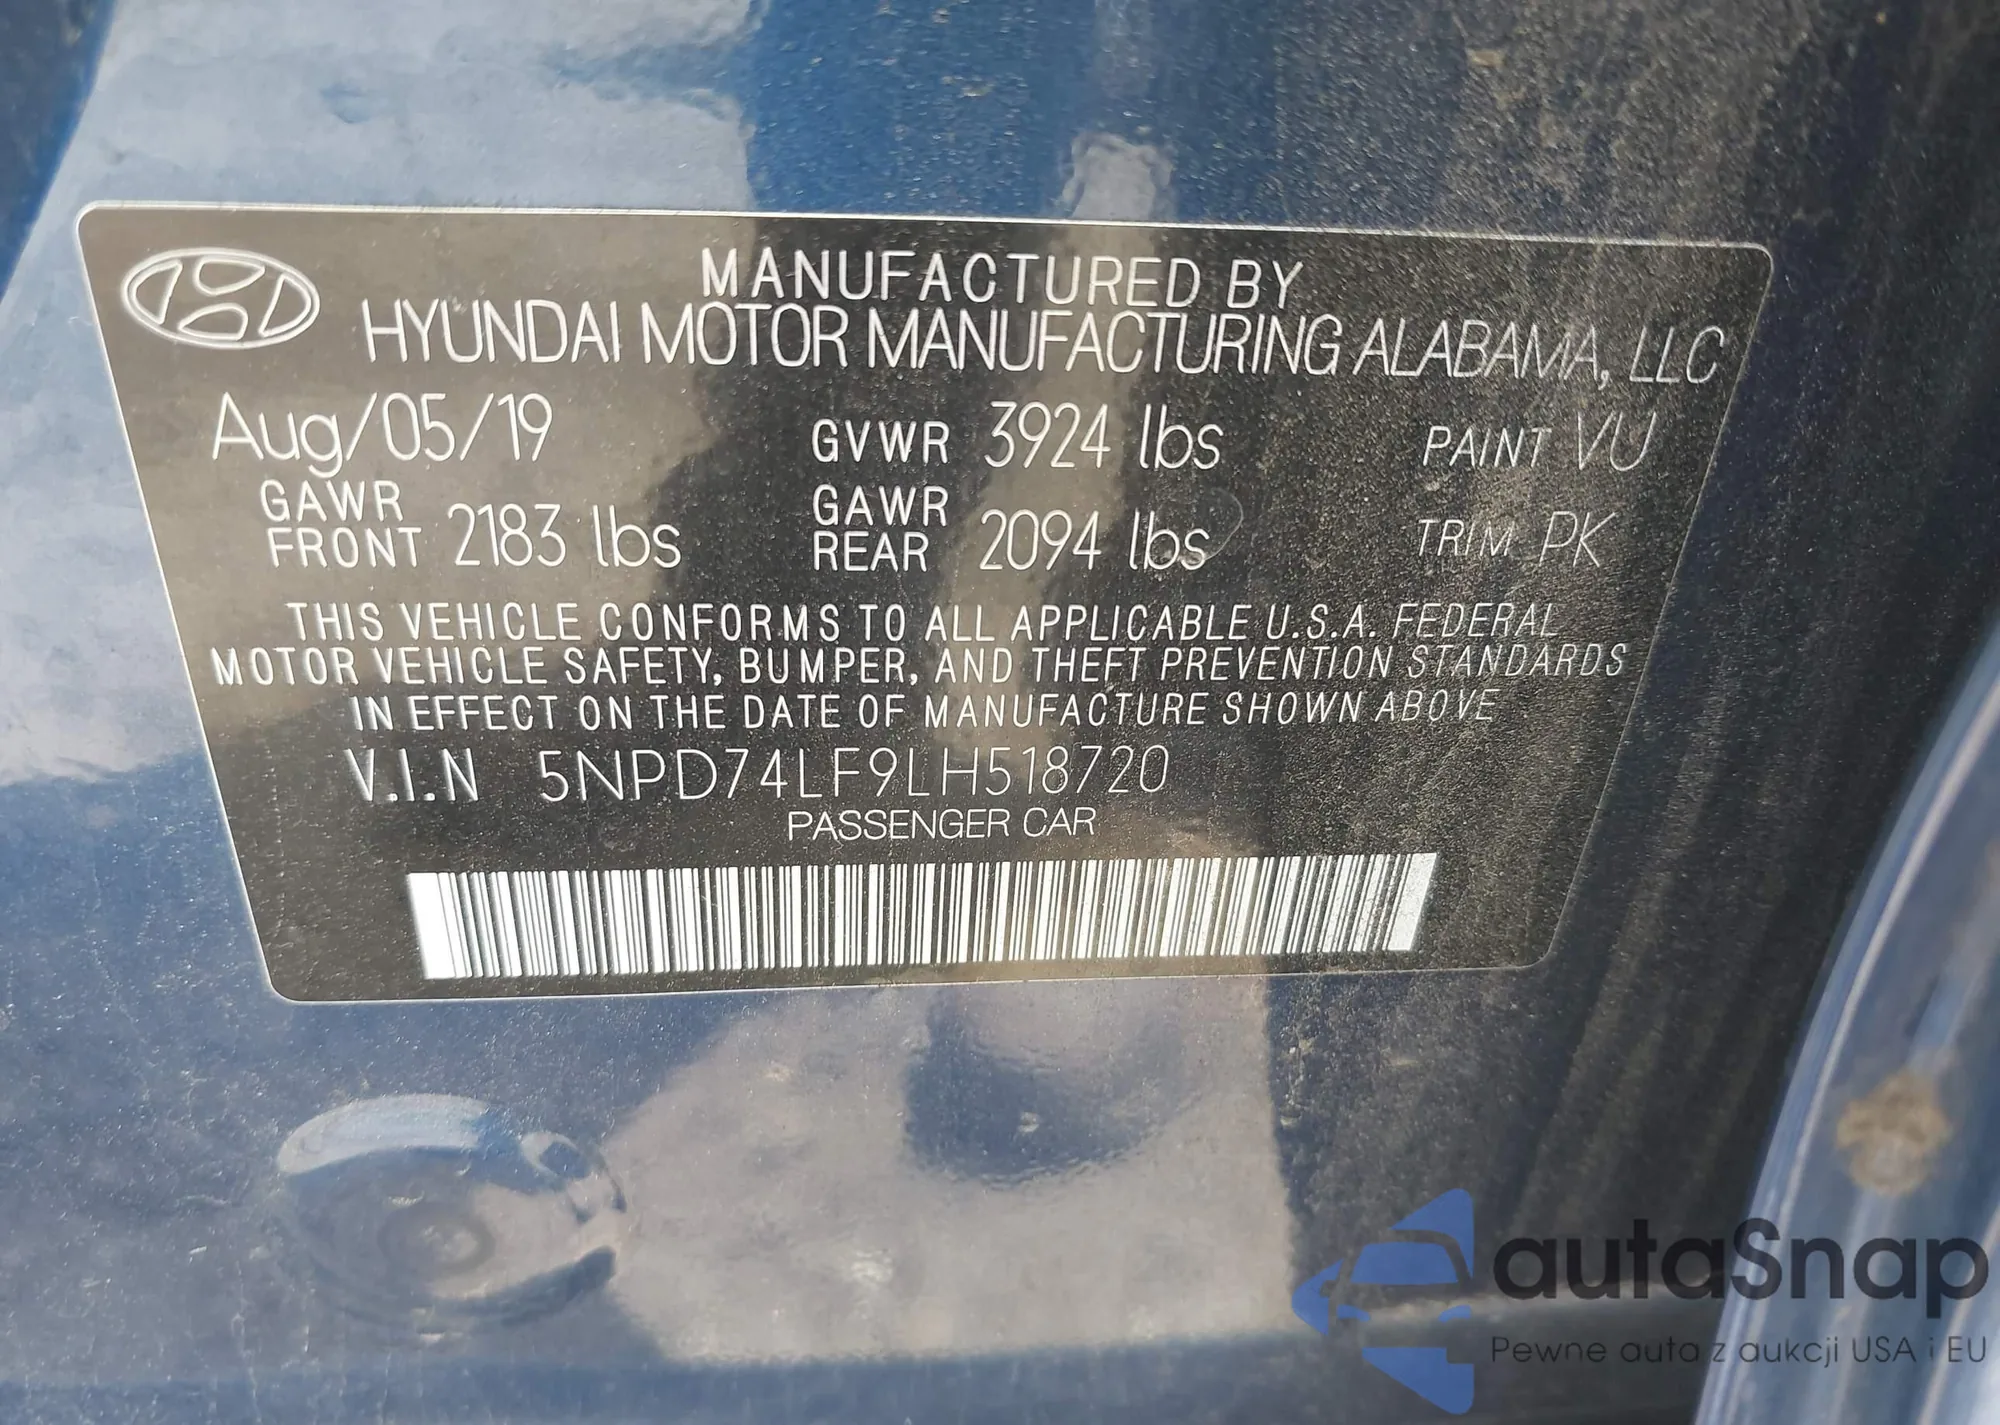 MANUFACTURED BY
HYUNDAI MOTOR MANUFACTURING ALABAMA, LLC
Aug/05/19 GVWR 3924 lbs PAINT VU
GAWR FRONT 2183 lbs GAWR REAR 2094 lbs TRIM PK
THIS VEHICLE CONFORMS TO ALL APPLICABLE U.S.A. FEDERAL
MOTOR VEHICLE SAFETY, BUMPER, AND THEFT PREVENTION STANDARDS
IN EFFECT ON THE DATE OF MANUFACTURE SHOWN ABOVE
V.I.N 5NPD74LF9LH518720
PASSENGER CAR
autaSnap
Pewne auta z aukcji USA i EU